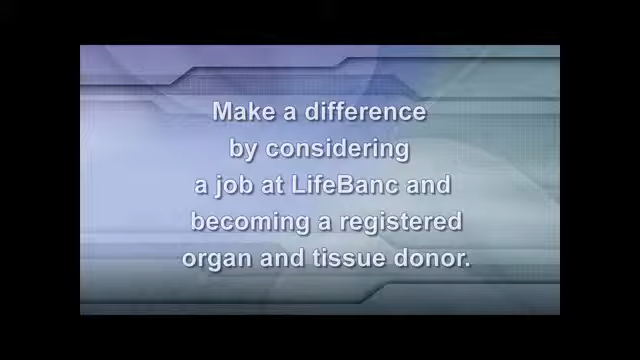 Make a difference
by considering
a job at LifeBanc and
becoming a registered
organ and tissue donor.